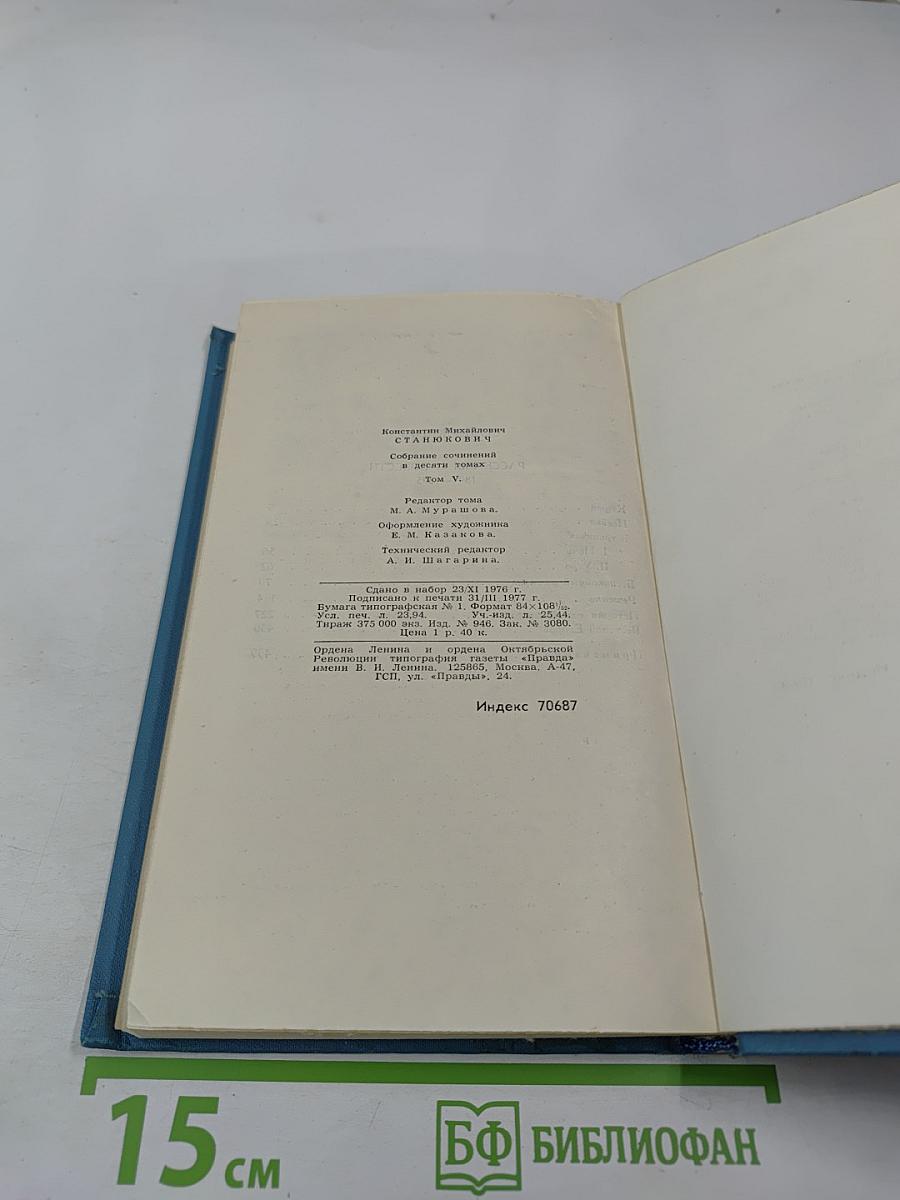 Константин Михайлович
СТАНЮКОВИЧ
Собрание сочинений
в десяти томах
Том V.
Редактор тома
М. А. Мурашова.
Оформление художника
Е. М. Казакова.
Технический редактор
А. И. Шагарина.
Сдано в набор 23/XI 1976 г.
Подписано к печати 31/III 1977 г.
Бумага типографская № 1. Формат 84×108¹/₃₂.
Усл. печ. л. 23,94. Уч.-изд. л. 25,44.
Тираж 375 000 экз. Изд. № 946. Зак. № 3080.
Цена 1 р. 40 к.
Ордена Ленина и ордена Октябрьской
Революции типография газеты «Правда»
имени В. И. Ленина. 125865, Москва, А-47,
ГСП, ул. «Правды», 24.
Индекс 70687
15 см
БФ БИБЛИОФАН